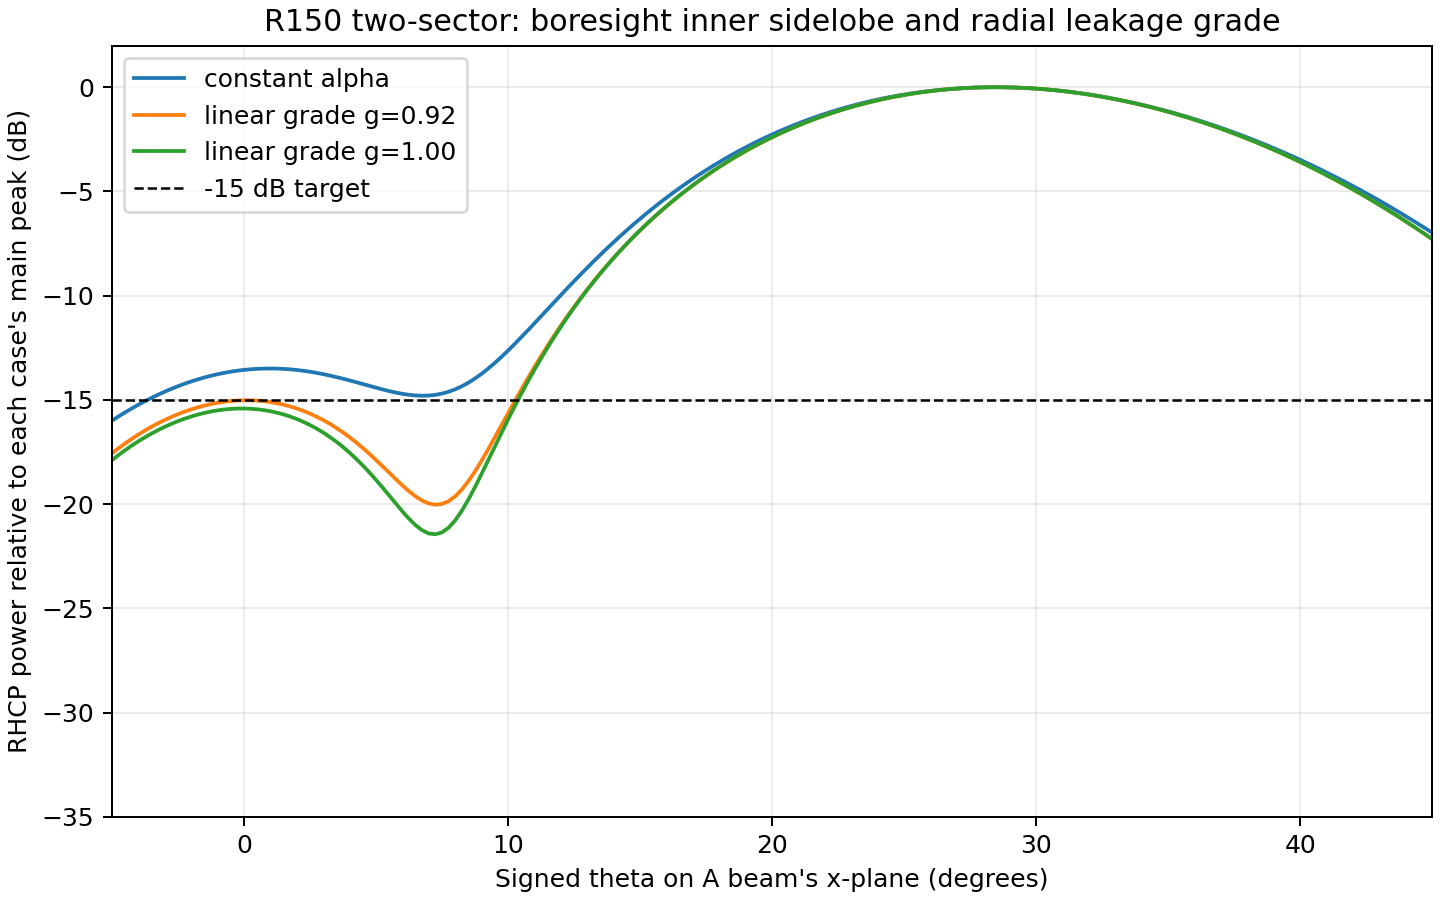 R150 two-sector: boresight inner sidelobe and radial leakage grade
RHCP power relative to each case's main peak (dB)
constant alpha
linear grade g=0.92
linear grade g=1.00
-15 dB target
0
−5
−10
−15
−20
−25
−30
−35
0
10
20
30
40
Signed theta on A beam's x-plane (degrees)